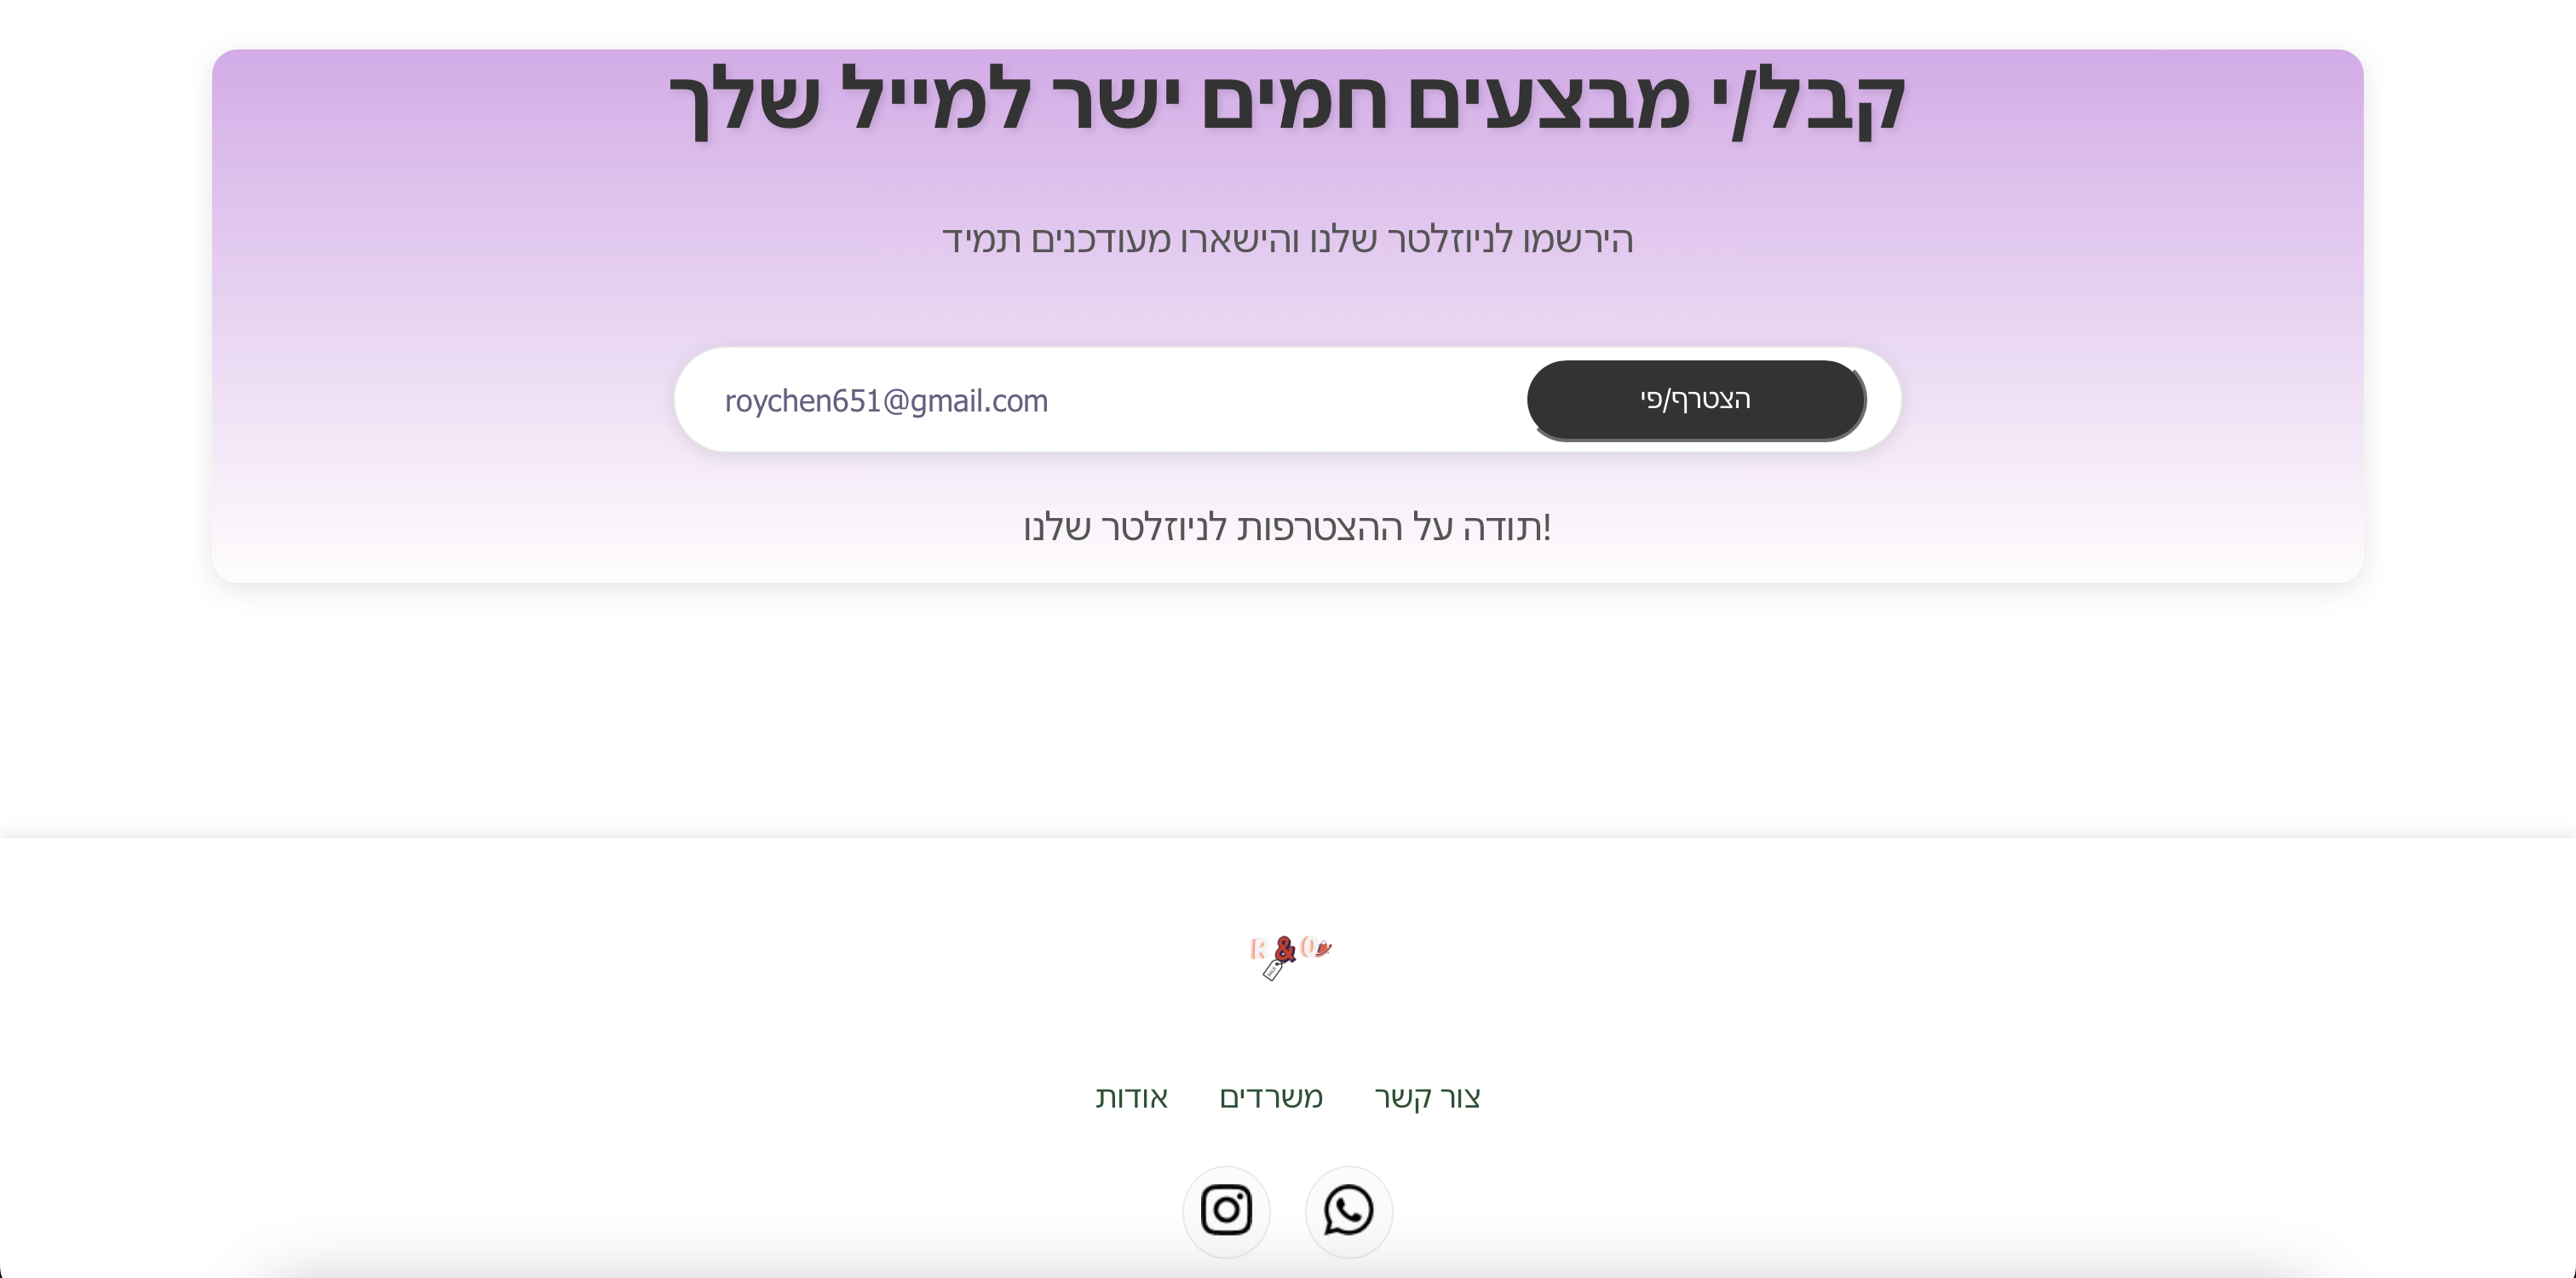 קבל/י מבצעים חמים ישר למייל שלך
הירשמו לניוזלטר שלנו והישארו מעודכנים תמיד
roychen651@gmail.com
הצטרף/פי
!תודה על ההצטרפות לניוזלטר שלנו
R & O
צור קשר
משרדים
אודות